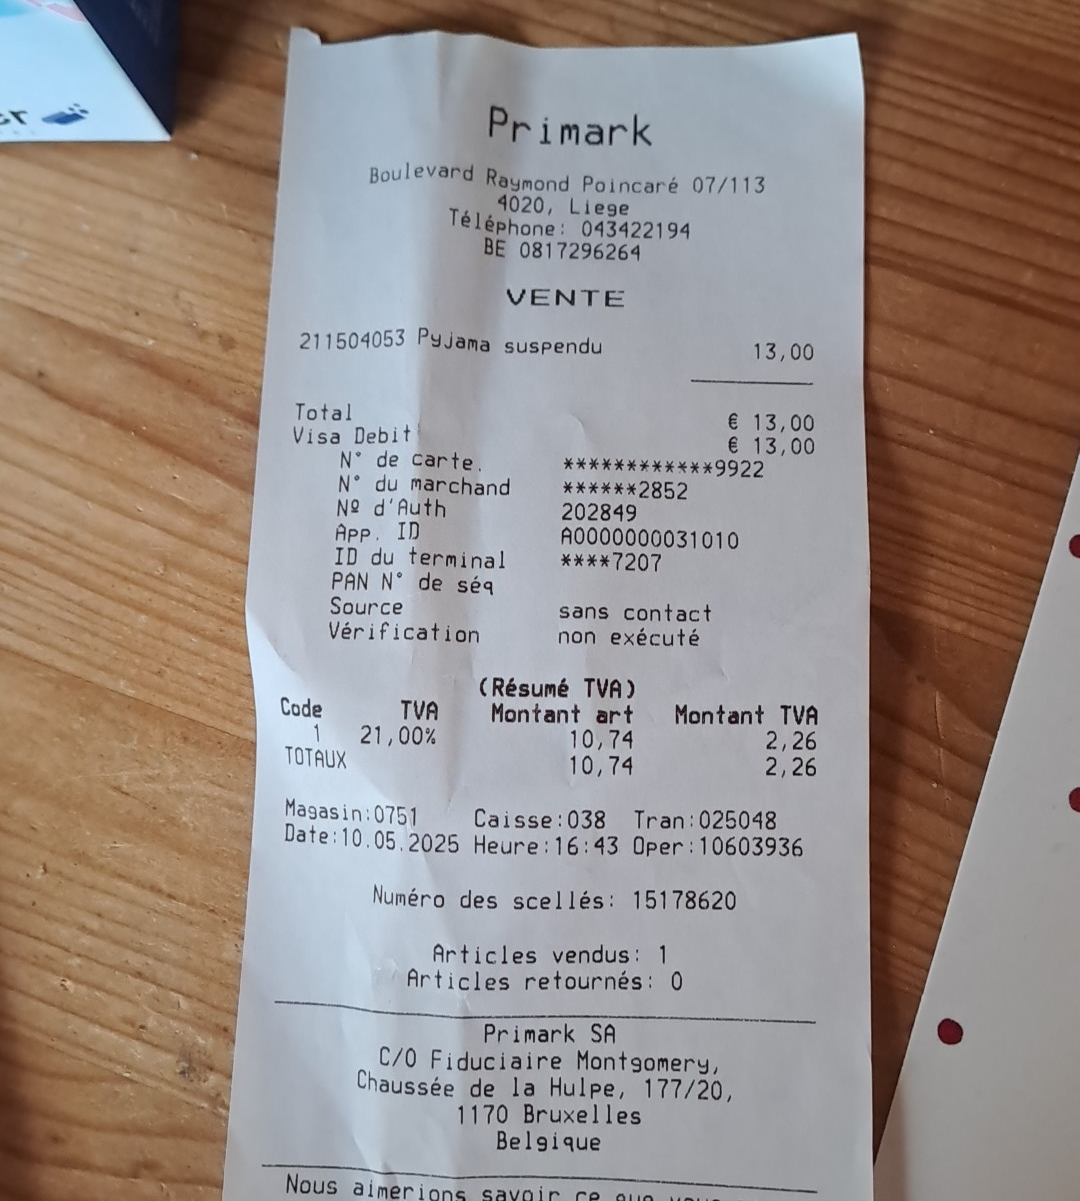 Primark
Boulevard Raymond Poincaré 07/113
4020, Liege
Téléphone: 043422194
BE 0817296264
VENTE
211504053 Pyjama suspendu 13,00
Total € 13,00
Visa Debit € 13,00
N° de carte. ************9922
N° du marchand ******2852
Nº d'Auth 202849
App. ID A0000000031010
ID du terminal ****7207
PAN N° de séq
Source sans contact
Vérification non exécuté
(Résumé TVA)
Code TVA Montant art Montant TVA
1 21,00% 10,74 2,26
TOTAUX 10,74 2,26
Magasin:0751 Caisse:038 Tran:025048
Date:10.05.2025 Heure:16:43 Oper:10603936
Numéro des scellés: 15178620
Articles vendus: 1
Articles retournés: 0
Primark SA
C/O Fiduciaire Montgomery,
Chaussée de la Hulpe, 177/20,
1170 Bruxelles
Belgique
Nous aimerions savoir ce que